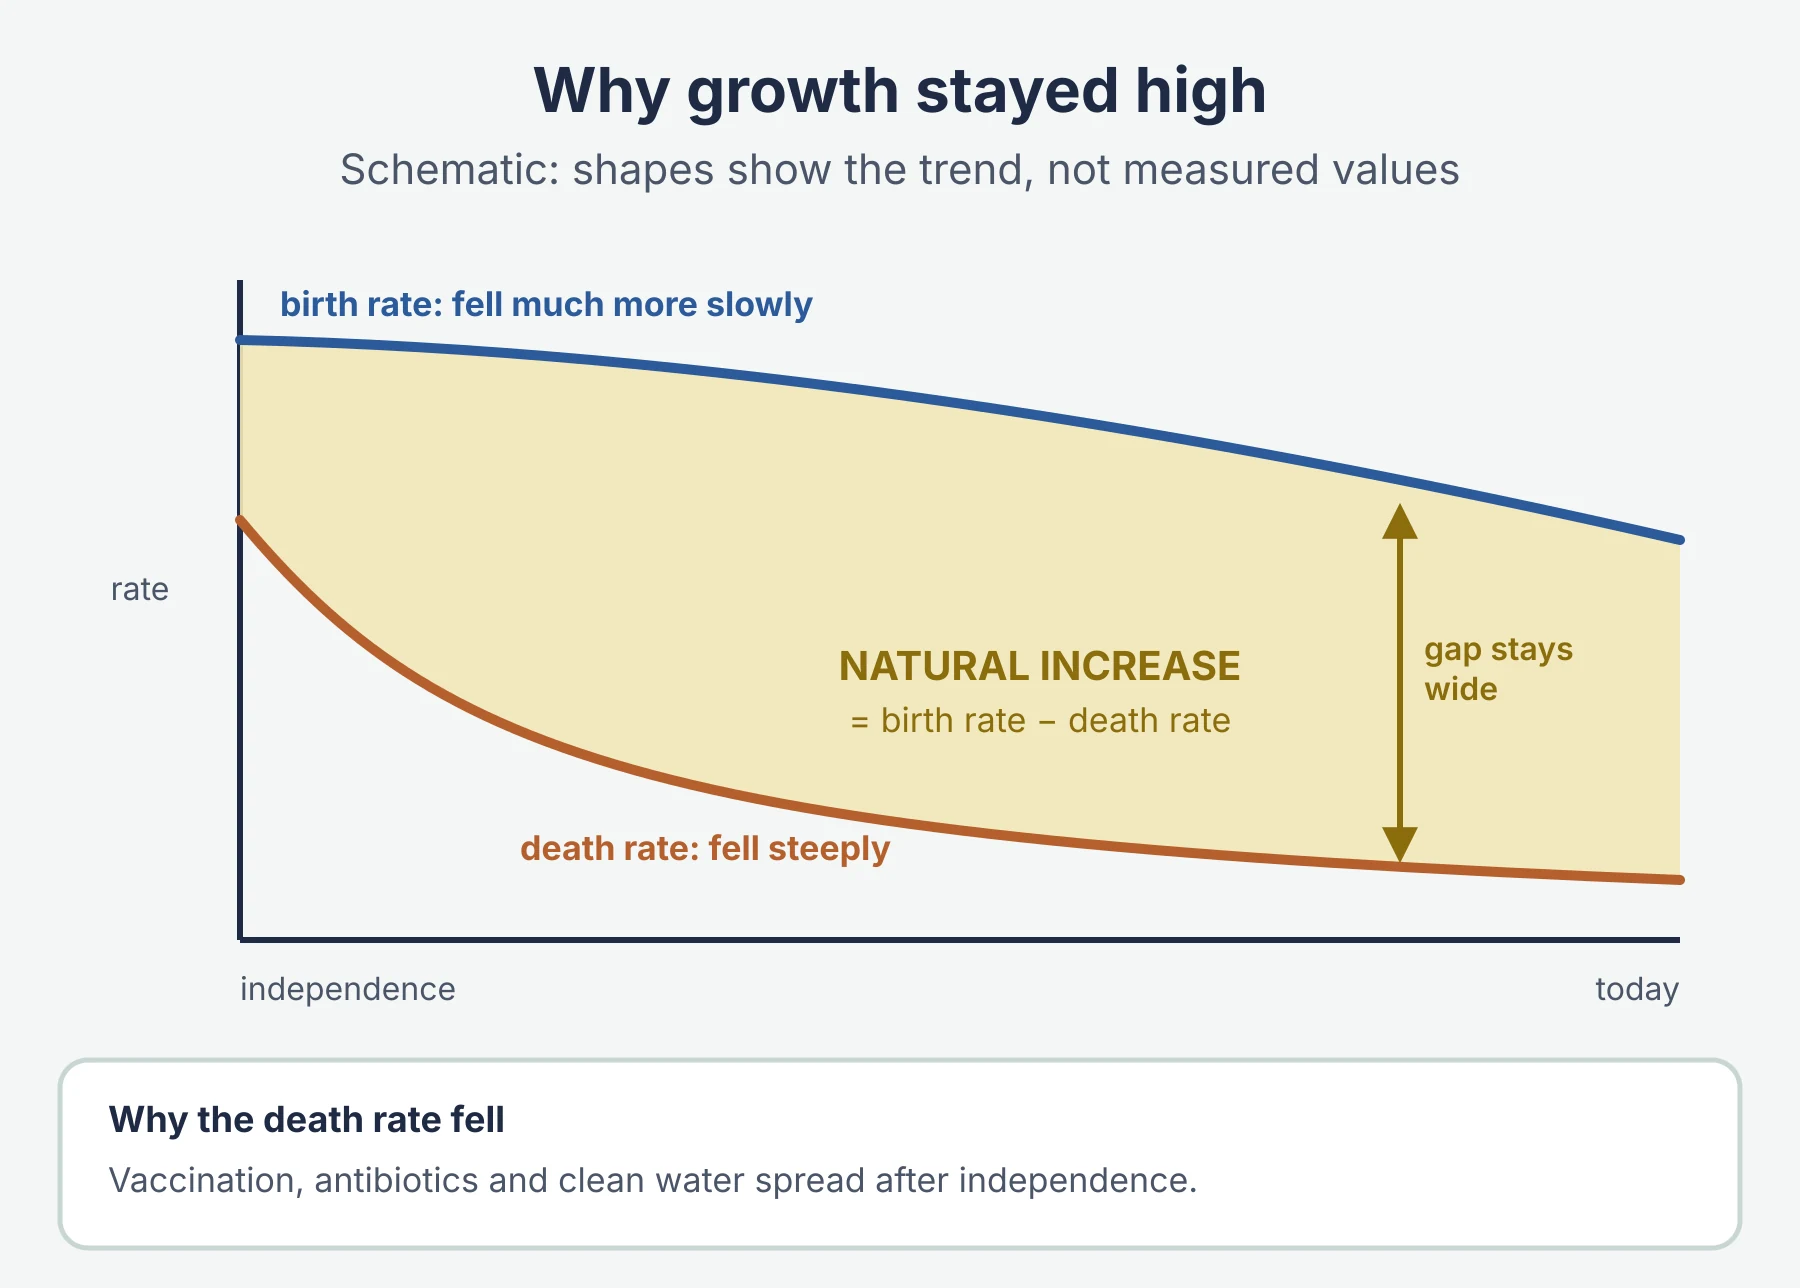 Why growth stayed high
Schematic: shapes show the trend, not measured values
birth rate: fell much more slowly
rate
NATURAL INCREASE
= birth rate − death rate
gap stays
wide
death rate: fell steeply
independence
today
Why the death rate fell
Vaccination, antibiotics and clean water spread after independence.